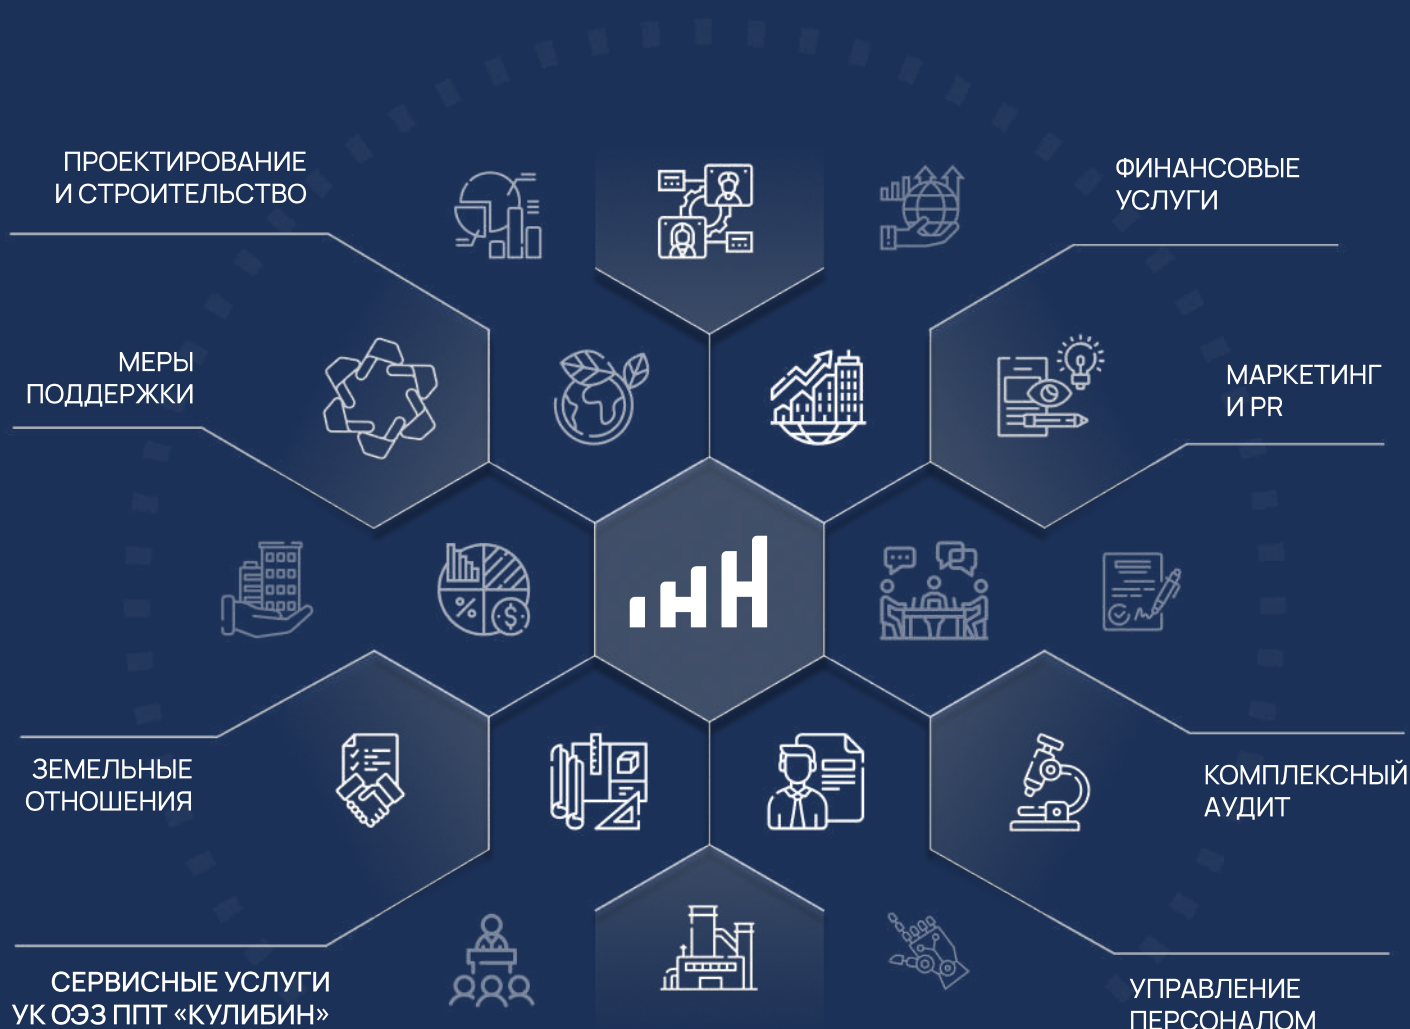 ПРОЕКТИРОВАНИЕ
И СТРОИТЕЛЬСТВО
ФИНАНСОВЫЕ
УСЛУГИ
МЕРЫ
ПОДДЕРЖКИ
МАРКЕТИНГ
И PR
ЗЕМЕЛЬНЫЕ
ОТНОШЕНИЯ
КОМПЛЕКСНЫЙ
АУДИТ
СЕРВИСНЫЕ УСЛУГИ
УК ОЭЗ ППТ «КУЛИБИН»
УПРАВЛЕНИЕ
ПЕРСОНАЛОМ